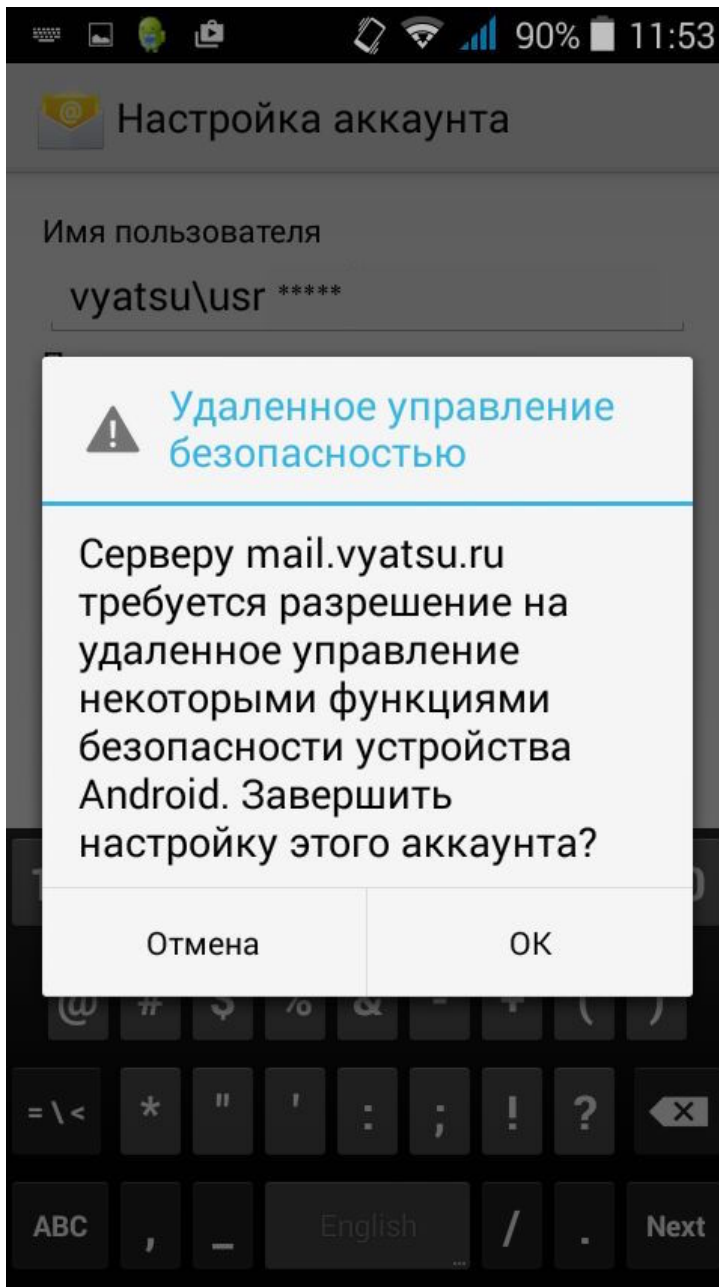 90% 11:53
Настройка аккаунта
Имя пользователя
vyatsu\usr *****
Удаленное управление
безопасностью
Серверу mail.vyatsu.ru
требуется разрешение на
удаленное управление
некоторыми функциями
безопасности устройства
Android. Завершить
настройку этого аккаунта?
Отмена OK
@ # $ % & - + ( )
= \ < * " ' : ; ! ?
ABC , _ English / . Next